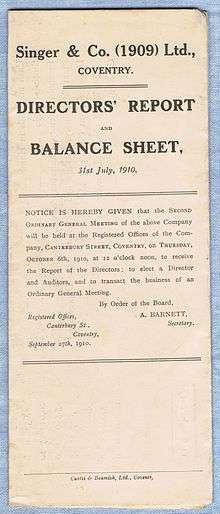 Singer & Co. (1909) Ltd.,
COVENTRY.
DIRECTORS' REPORT
AND
BALANCE SHEET,
31st July, 1910.
NOTICE IS HEREBY GIVEN that the SECOND
ORDINARY GENERAL MEETING of the above Company
will be held at the Registered Offices of the Com-
pany, CANTERBURY STREET, COVENTRY, on THURSDAY,
OCTOBER 6th, 1910, at 12 o'clock noon, to receive
the Report of the Directors; to elect a Director
and Auditors, and to transact the business of an
Ordinary General Meeting.
By Order of the Board,
A. BARNETT,
Secretary.
Registered Offices,
Canterbury St.,
Coventry,
September 27th, 1910.
Curtis & Beamish, Ltd., Coventry.